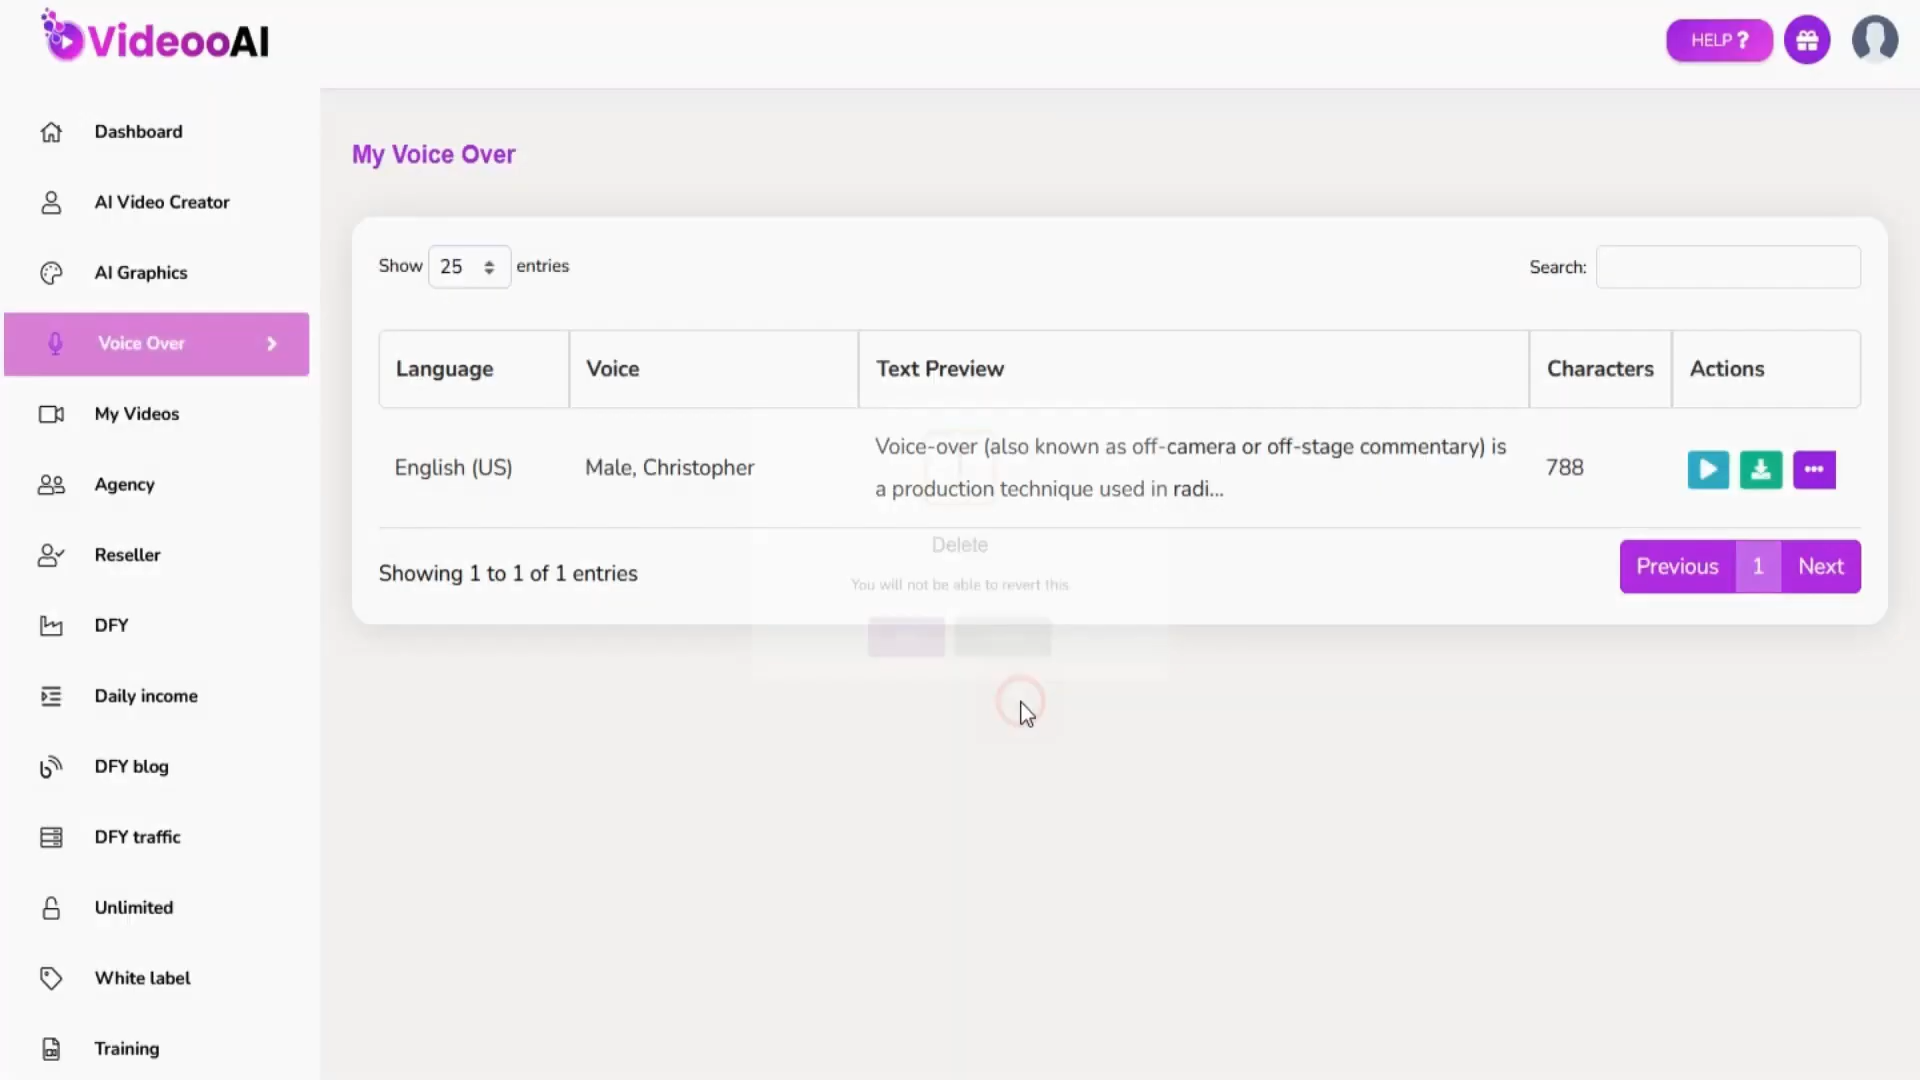 VideooAI
HELP ?
Dashboard
AI Video Creator
AI Graphics
Voice Over
My Videos
Agency
Reseller
DFY
Daily income
DFY blog
DFY traffic
Unlimited
White label
Training
My Voice Over
Show 25 entries
Search:
Language Voice Text Preview Characters Actions
English (US) Male, Christopher Voice-over (also known as off-camera or off-stage commentary) is
a production technique used in radi... 788
Delete
Showing 1 to 1 of 1 entries
You will not be able to revert this
Previous 1 Next